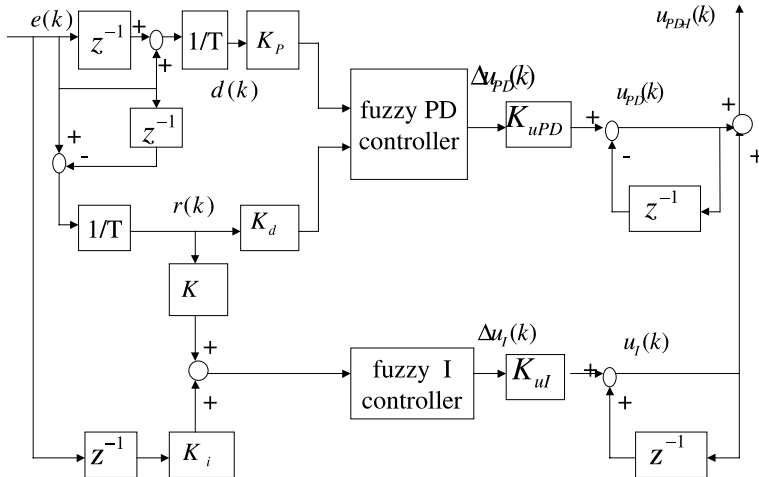 e(k)
z⁻¹
+
+
1/T
K_P
d(k)
z⁻¹
+
-
1/T
r(k)
K_d
K
+
+
z⁻¹
K_i
fuzzy PD
controller
Δu_PD(k)
K_uPD
+
-
u_PD(k)
z⁻¹
u_PD+I(k)
+
+
fuzzy I
controller
Δu_I(k)
K_uI
+
+
u_I(k)
z⁻¹